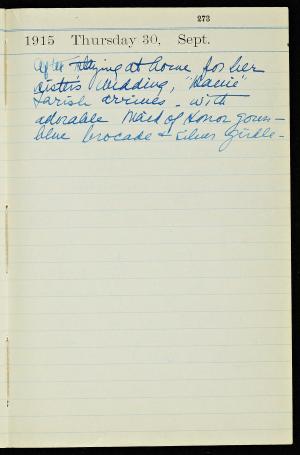 273
1915 Thursday 30, Sept.
after staying at home for her
sister's wedding, "Marie"
Parish arrives - with
adorable Maid of Honor gown -
blue brocade & silver girdle -